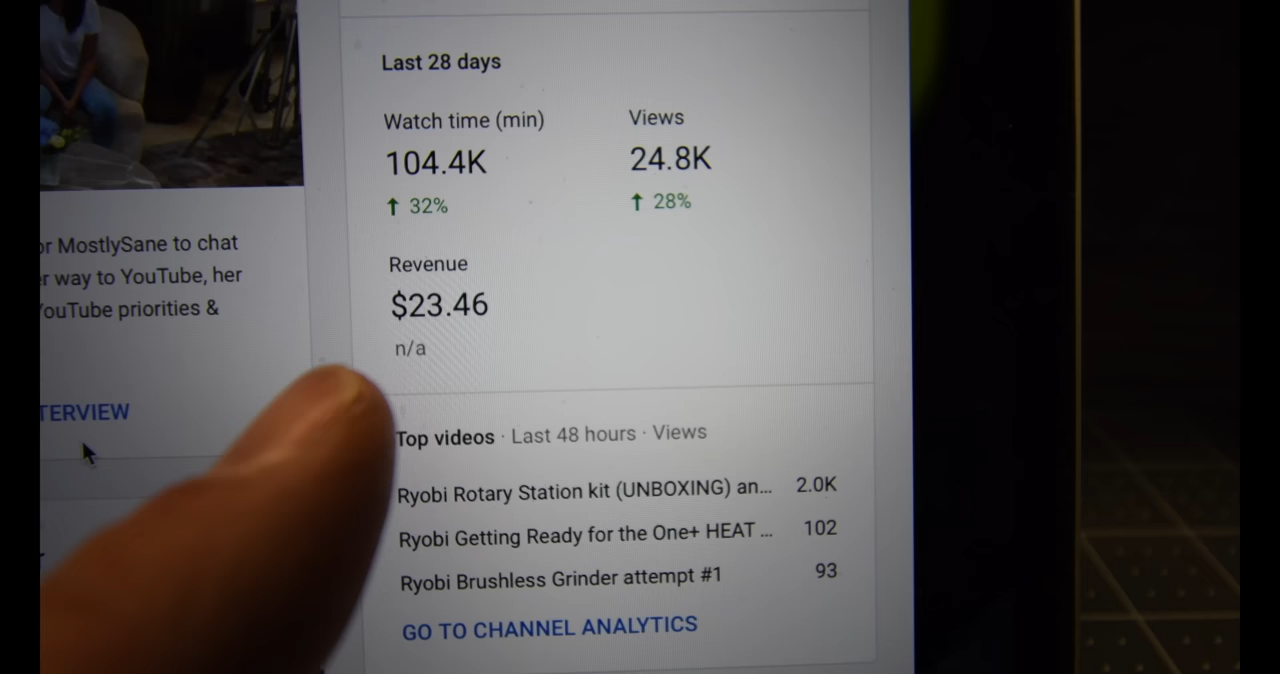 or MostlySane to chat
way to YouTube, her
YouTube priorities &
Last 28 days
Watch time (min)
104.4K
↑ 32%
Views
24.8K
↑ 28%
Revenue
$23.46
n/a
Top videos · Last 48 hours · Views
Ryobi Rotary Station kit (UNBOXING) an... 2.0K
Ryobi Getting Ready for the One+ HEAT ... 102
Ryobi Brushless Grinder attempt #1 93
GO TO CHANNEL ANALYTICS